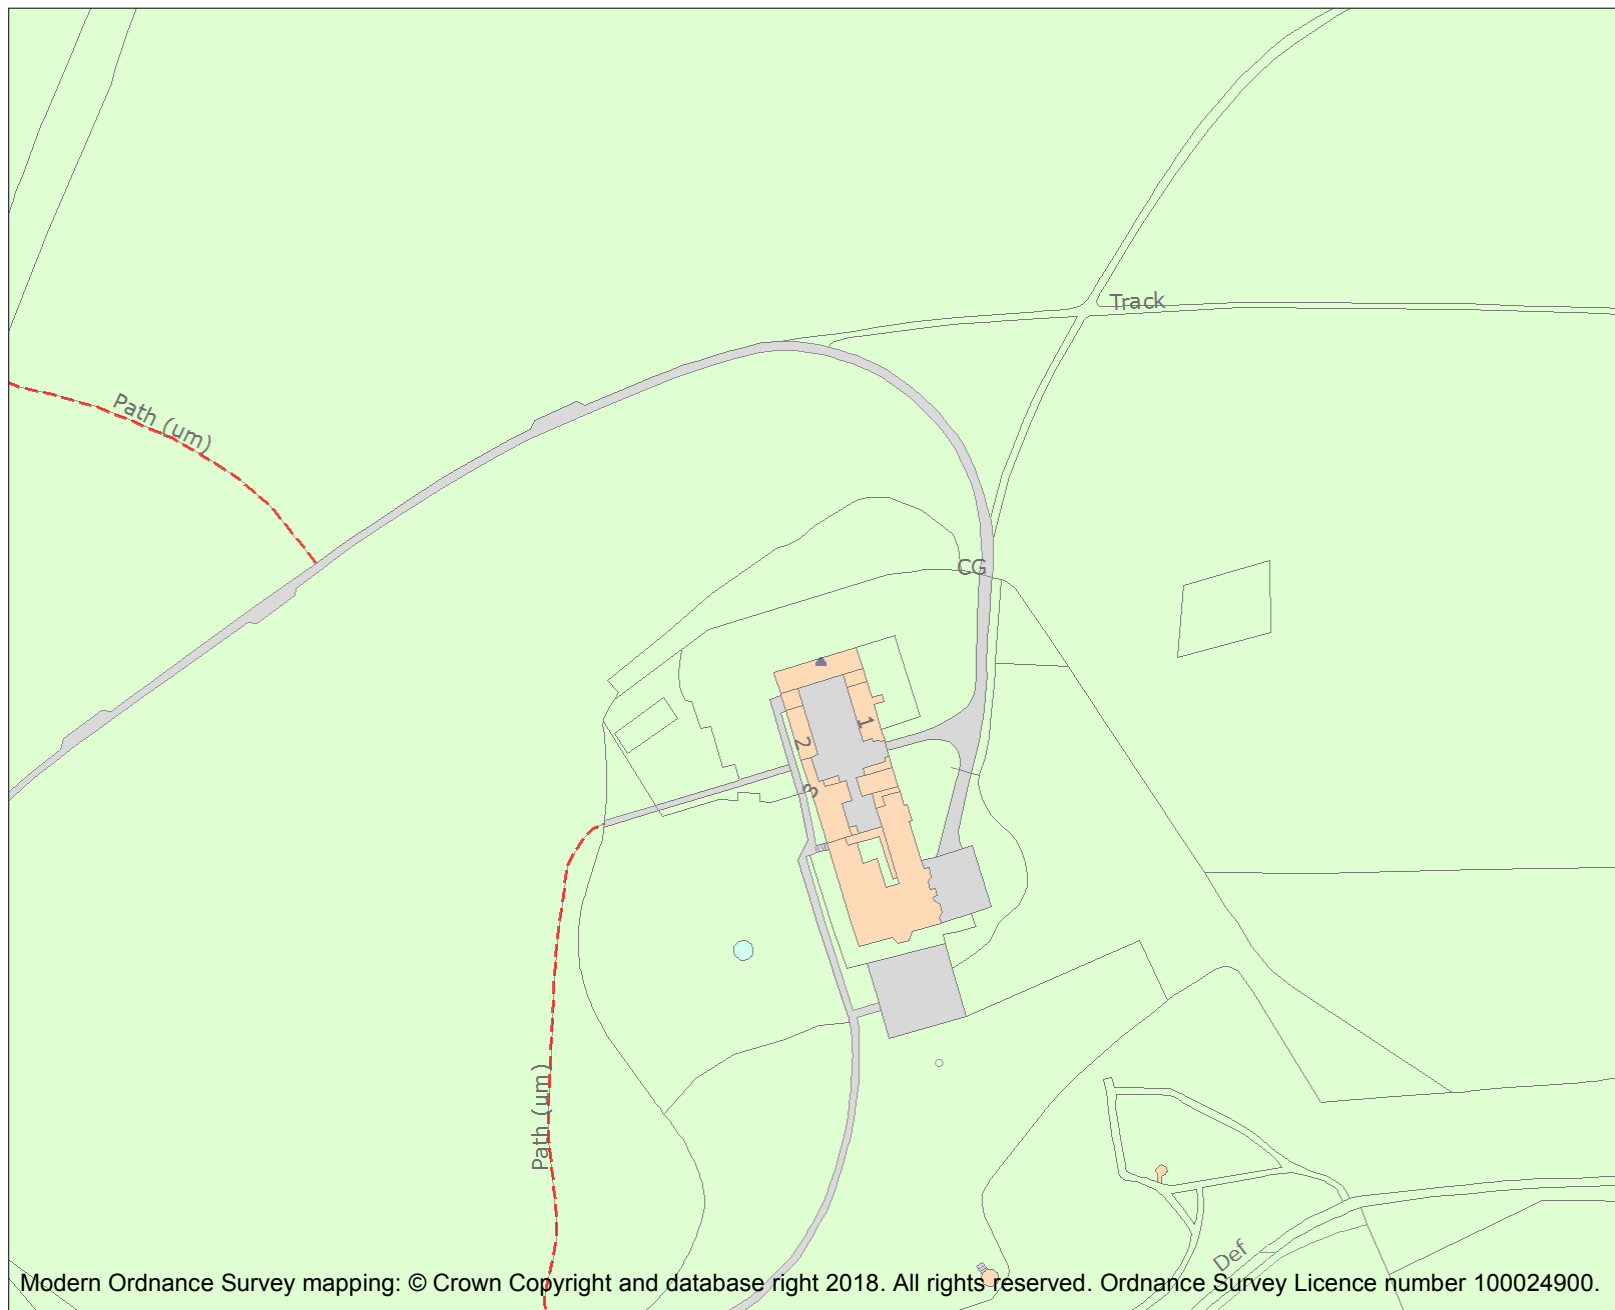 Track
Path (um)
CG
1
2
3
Path (um)
Def
Modern Ordnance Survey mapping: © Crown Copyright and database right 2018. All rights reserved. Ordnance Survey Licence number 100024900.